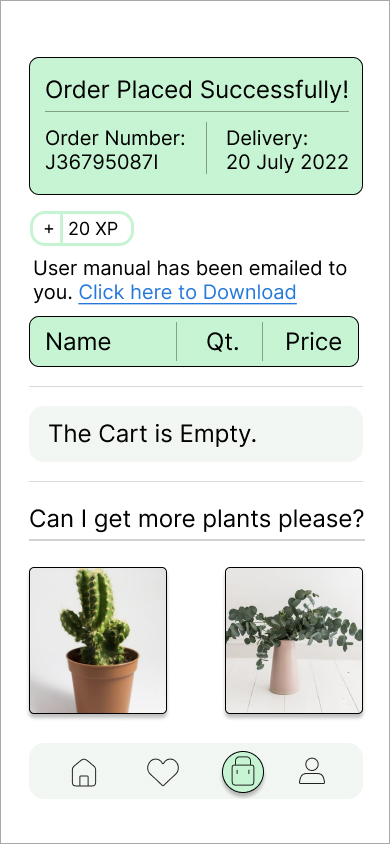 Order Placed Successfully!
Order Number:
J36795087I
Delivery:
20 July 2022
+ 20 XP
User manual has been emailed to
you. Click here to Download
Name Qt. Price
The Cart is Empty.
Can I get more plants please?